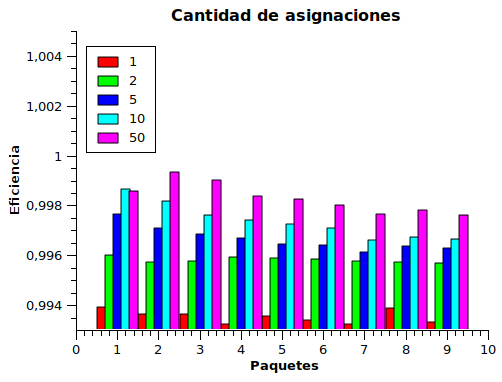 Cantidad de asignaciones
1,004
1,002
1
0,998
0,996
0,994
Eficiencia
1
2
5
10
50
0 1 2 3 4 5 6 7 8 9 10
Paquetes